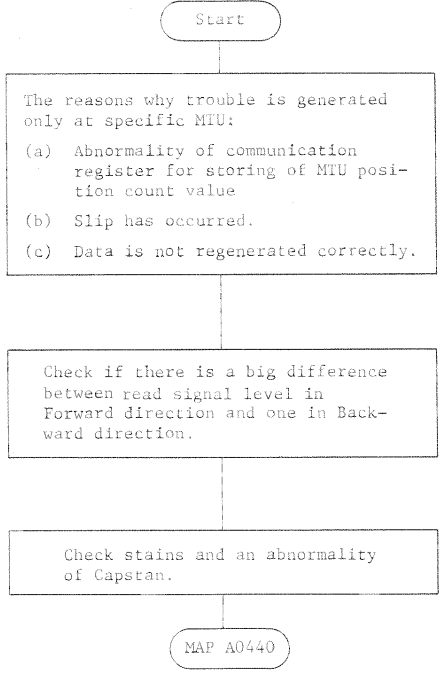 Start
The reasons why trouble is generated
only at specific MTU:
(a) Abnormality of communication
register for storing of MTU posi-
tion count value
(b) Slip has occurred.
(c) Data is not regenerated correctly.
Check if there is a big difference
between read signal level in
Forward direction and one in Back-
ward direction.
Check stains and an abnormality
of Capstan.
MAP A0440